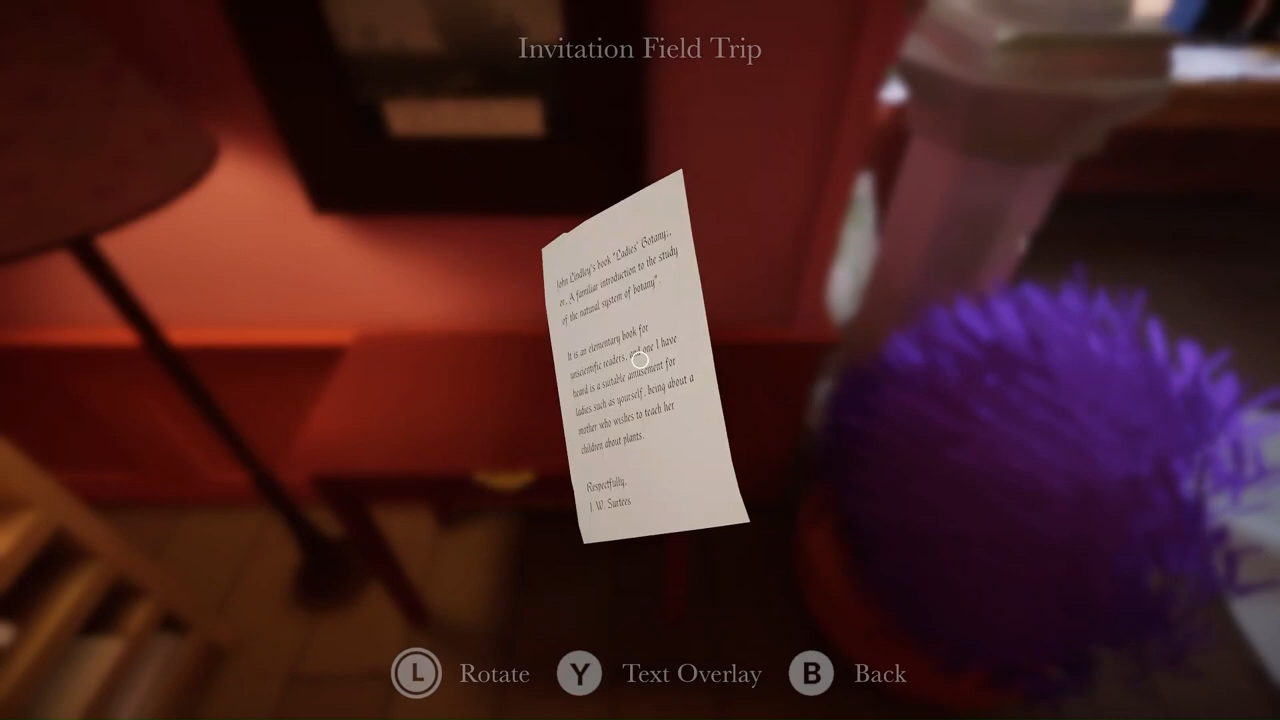 Invitation Field Trip
John Lindley's book "Ladies' Botany;,
or, A familiar introduction to the study
of the natural system of botany".
It is an elementary book for
unscientific readers, and one I have
heard is a suitable amusement for
ladies such as yourself, being about a
mother who wishes to teach her
children about plants.
Respectfully,
J. W. Surtees
L Rotate Y Text Overlay B Back